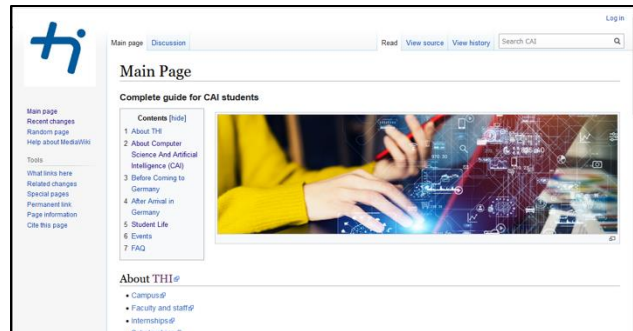 Log in
Main page Discussion Read View source View history Search CAI
Main Page
Complete guide for CAI students
Contents [hide]
1 About THI
2 About Computer
Science And Artificial
Intelligence (CAI)
3 Before Coming to
Germany
4 After Arrival in
Germany
5 Student Life
6 Events
7 FAQ
Main page
Recent changes
Random page
Help about MediaWiki
Tools
What links here
Related changes
Special pages
Permanent link
Page information
Cite this page
About THI
• Campus
• Faculty and staff
• Internships